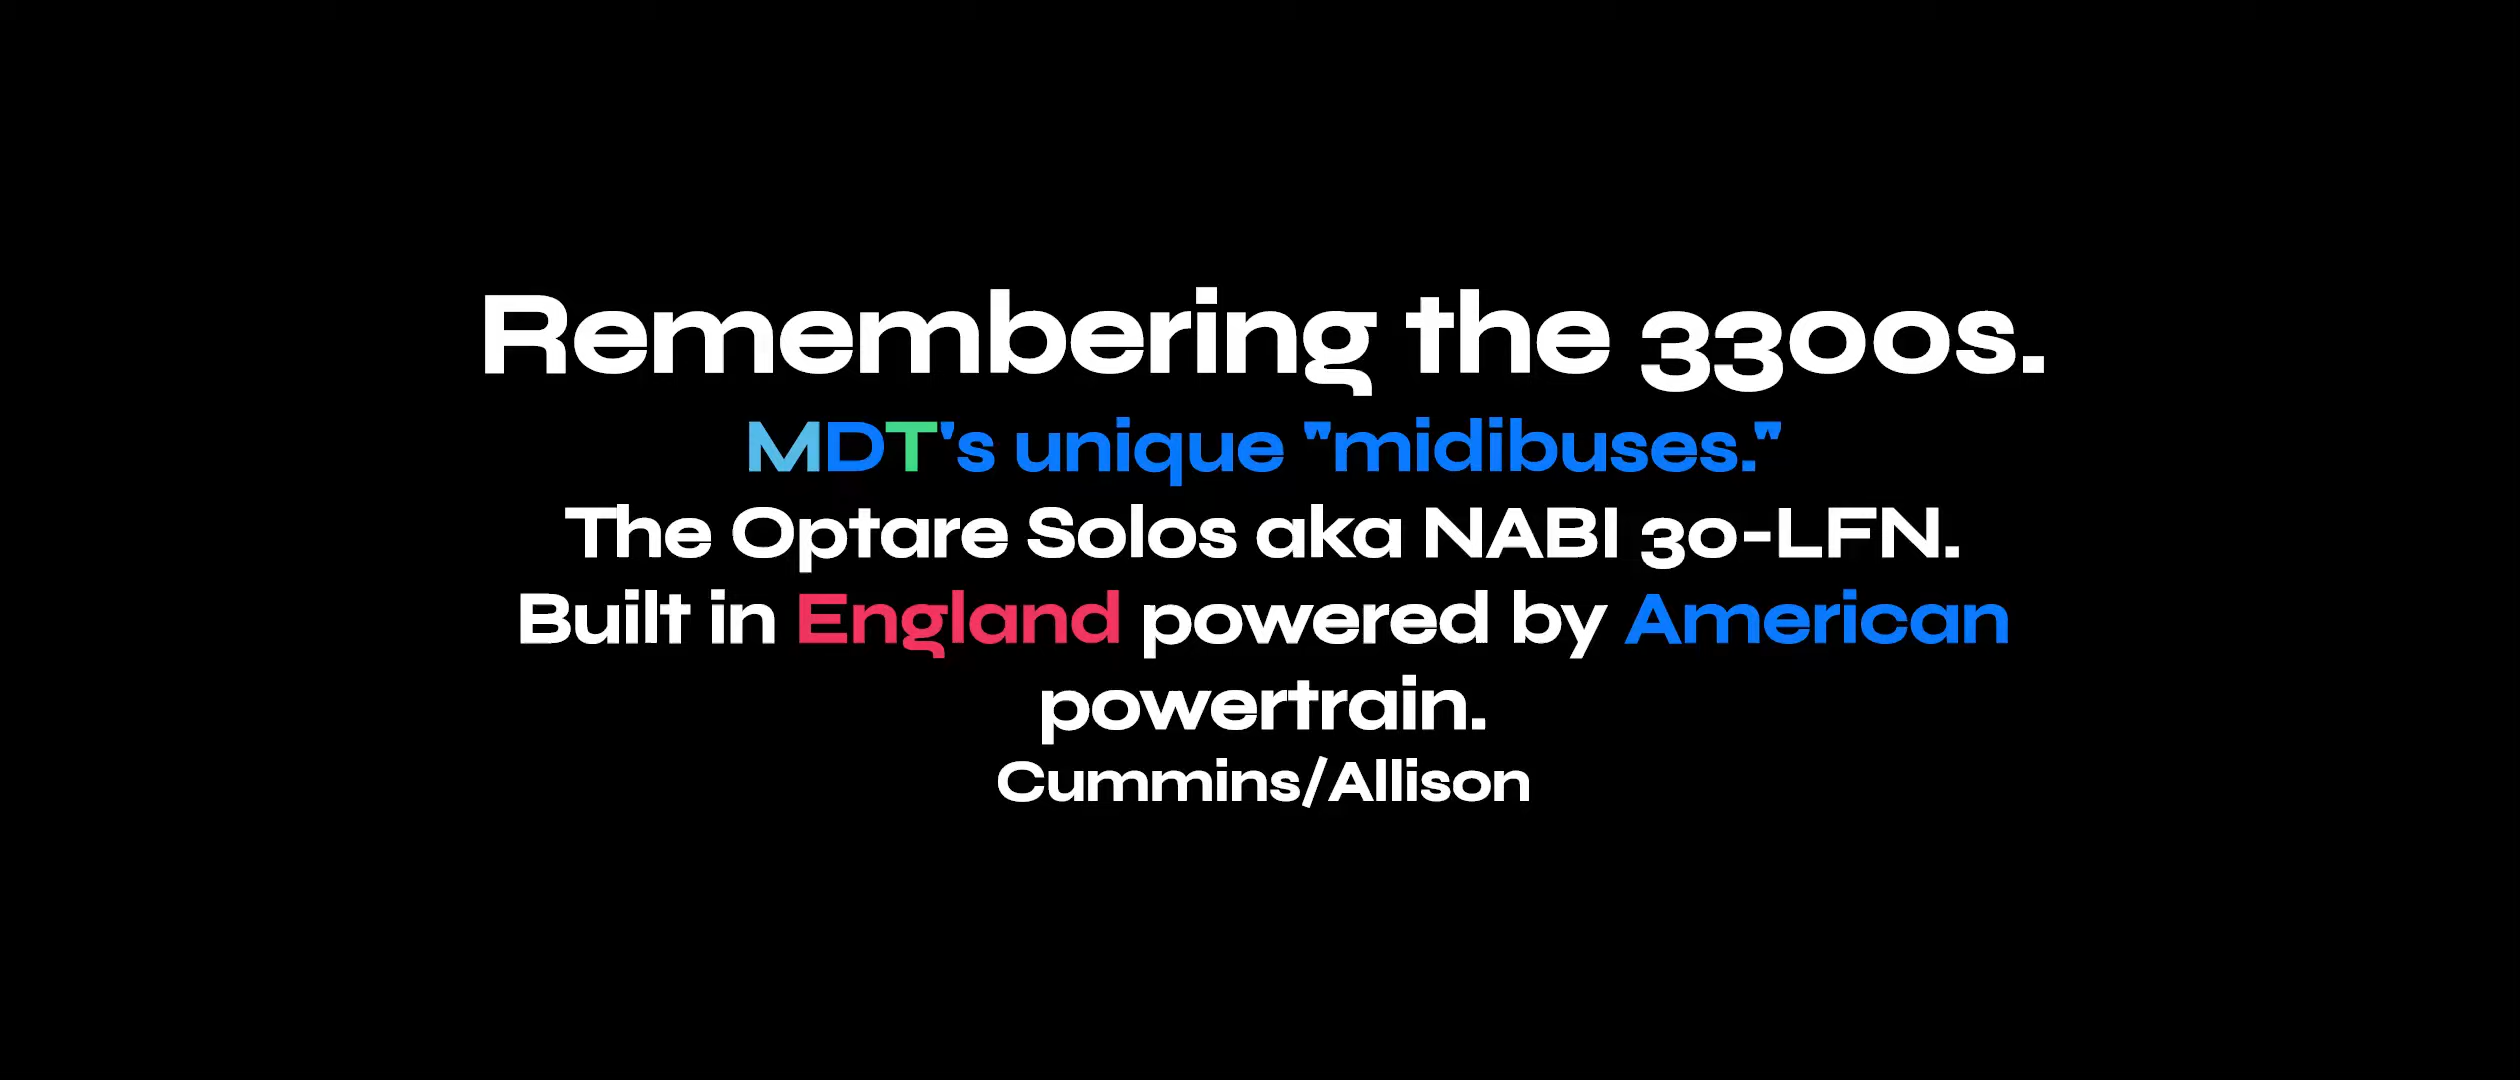 Remembering the 3300s.
MDT's unique "midibuses."
The Optare Solos aka NABI 30-LFN.
Built in England powered by American
powertrain.
Cummins/Allison